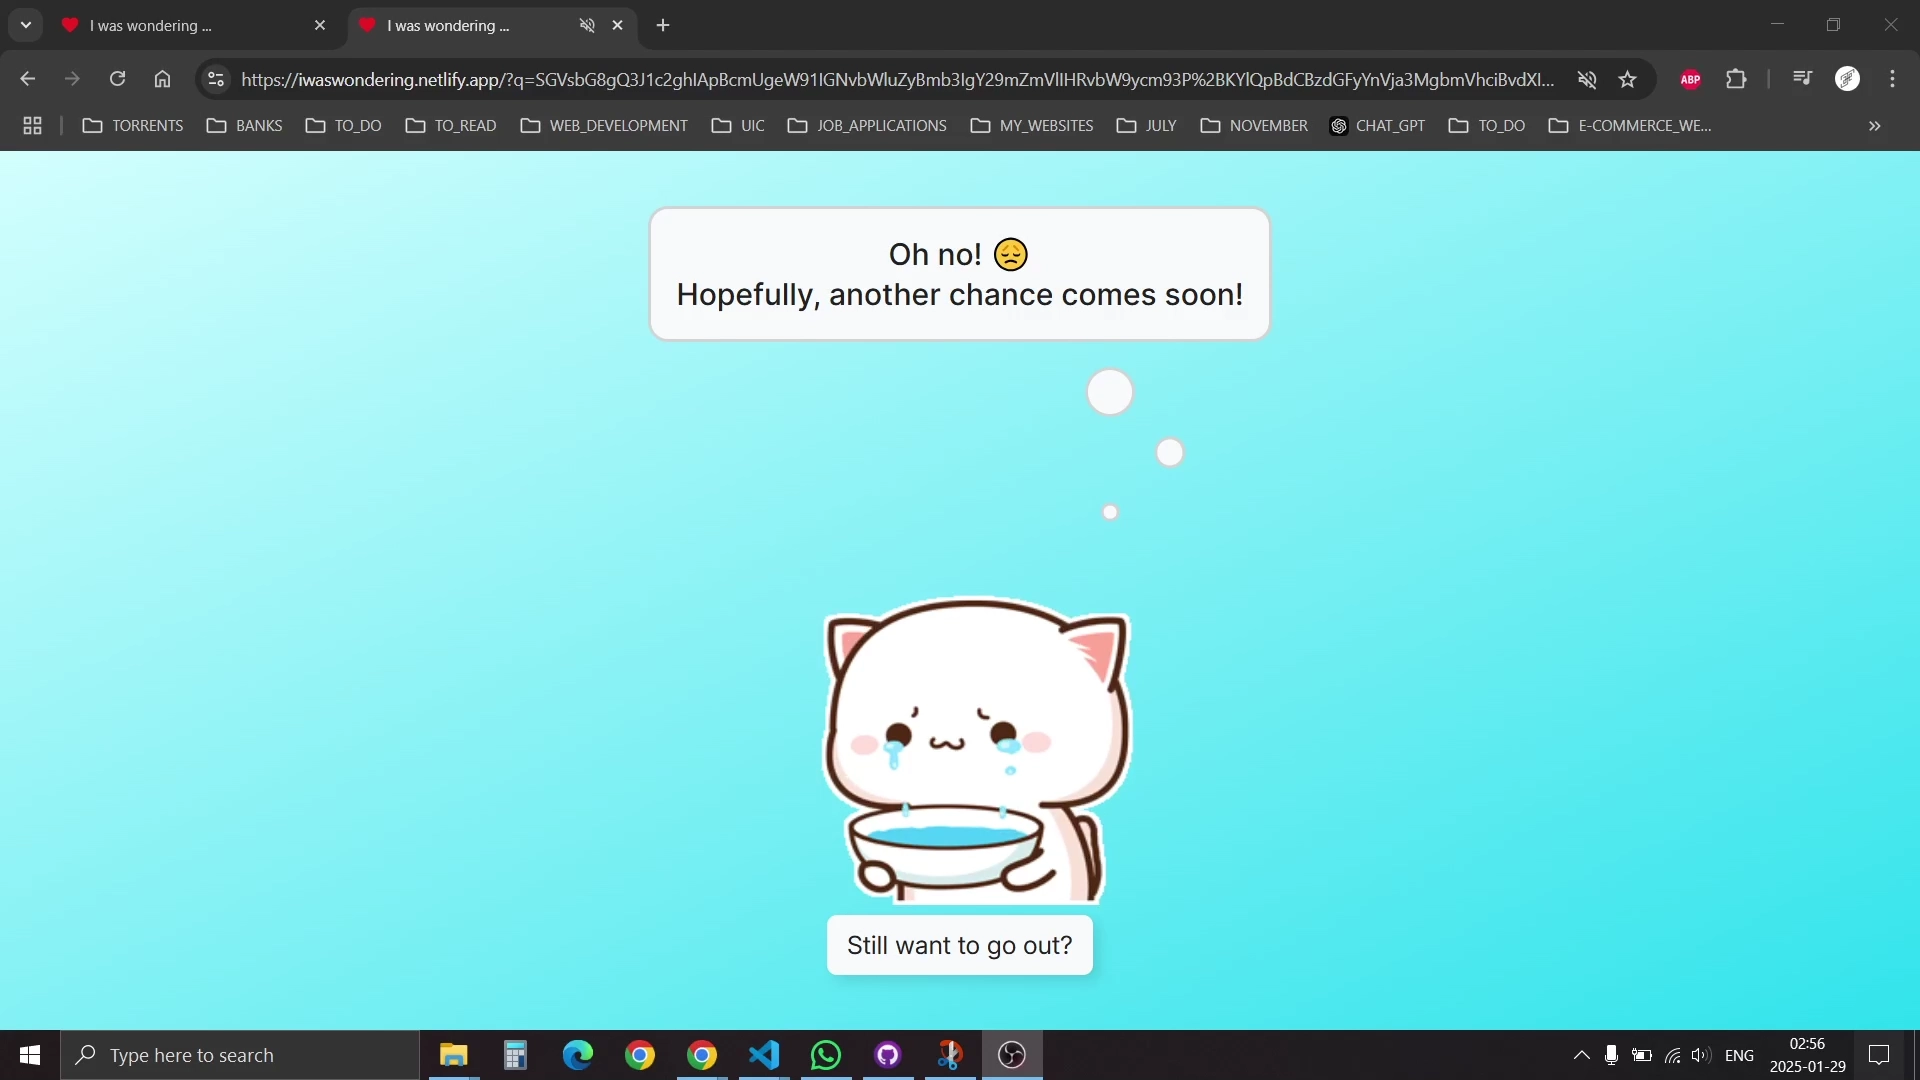 I was wondering ...
I was wondering ...
https://iwaswondering.netlify.app/?q=SGVsbG8gQ3J1c2ghIApBcmUgeW91IGNvbWluZyBmb3IgY29mZmVlIHRvbW9ycm93P%2BKYlQpBdCBzdGFyYnVja3MgbmVhciBvdXI...
ABP
TORRENTS
BANKS
TO_DO
TO_READ
WEB_DEVELOPMENT
UIC
JOB_APPLICATIONS
MY_WEBSITES
JULY
NOVEMBER
CHAT_GPT
TO_DO
E-COMMERCE_WE...
Oh no! 😔
Hopefully, another chance comes soon!
Still want to go out?
Type here to search
ENG
02:56
2025-01-29